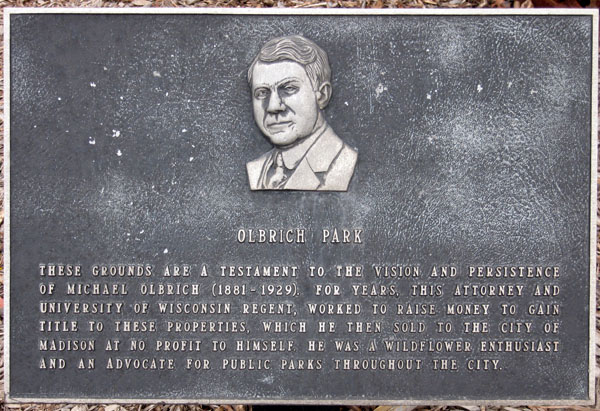 OLBRICH PARK
THESE GROUNDS ARE A TESTAMENT TO THE VISION AND PERSISTENCE
OF MICHAEL OLBRICH (1881-1929). FOR YEARS, THIS ATTORNEY AND
UNIVERSITY OF WISCONSIN REGENT, WORKED TO RAISE MONEY TO GAIN
TITLE TO THESE PROPERTIES, WHICH HE THEN SOLD TO THE CITY OF
MADISON AT NO PROFIT TO HIMSELF. HE WAS A WILDFLOWER ENTHUSIAST
AND AN ADVOCATE FOR PUBLIC PARKS THROUGHOUT THE CITY.